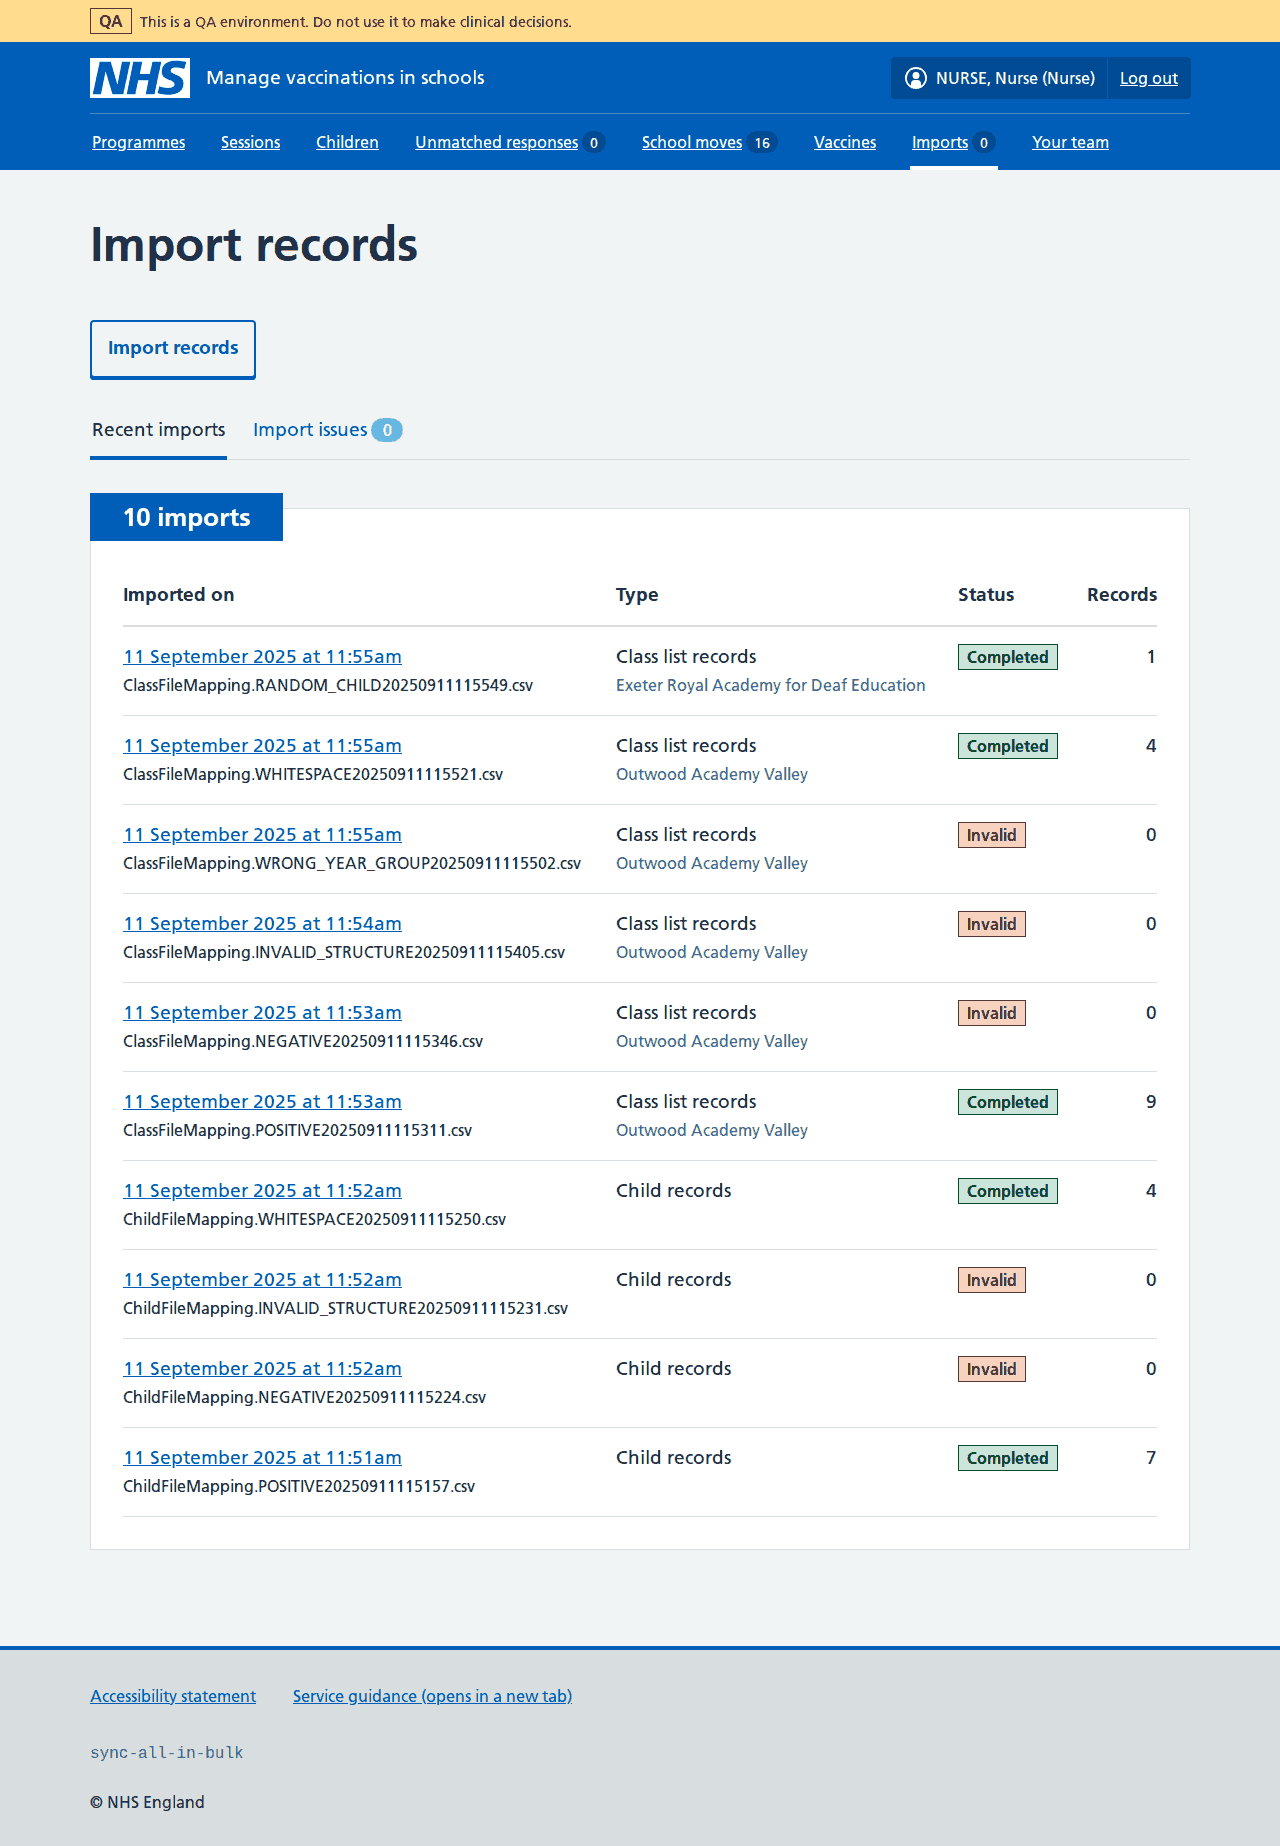 QA This is a QA environment. Do not use it to make clinical decisions.
NHS Manage vaccinations in schools NURSE, Nurse (Nurse) Log out
Programmes Sessions Children Unmatched responses 0 School moves 16 Vaccines Imports 0 Your team
Import records
Import records
Recent imports Import issues 0
10 imports
Imported on Type Status Records
11 September 2025 at 11:55am Class list records Completed 1
ClassFileMapping.RANDOM_CHILD20250911115549.csv Exeter Royal Academy for Deaf Education
11 September 2025 at 11:55am Class list records Completed 4
ClassFileMapping.WHITESPACE20250911115521.csv Outwood Academy Valley
11 September 2025 at 11:55am Class list records Invalid 0
ClassFileMapping.WRONG_YEAR_GROUP20250911115502.csv Outwood Academy Valley
11 September 2025 at 11:54am Class list records Invalid 0
ClassFileMapping.INVALID_STRUCTURE20250911115405.csv Outwood Academy Valley
11 September 2025 at 11:53am Class list records Invalid 0
ClassFileMapping.NEGATIVE20250911115346.csv Outwood Academy Valley
11 September 2025 at 11:53am Class list records Completed 9
ClassFileMapping.POSITIVE20250911115311.csv Outwood Academy Valley
11 September 2025 at 11:52am Child records Completed 4
ChildFileMapping.WHITESPACE20250911115250.csv
11 September 2025 at 11:52am Child records Invalid 0
ChildFileMapping.INVALID_STRUCTURE20250911115231.csv
11 September 2025 at 11:52am Child records Invalid 0
ChildFileMapping.NEGATIVE20250911115224.csv
11 September 2025 at 11:51am Child records Completed 7
ChildFileMapping.POSITIVE20250911115157.csv
Accessibility statement Service guidance (opens in a new tab)
sync-all-in-bulk
© NHS England